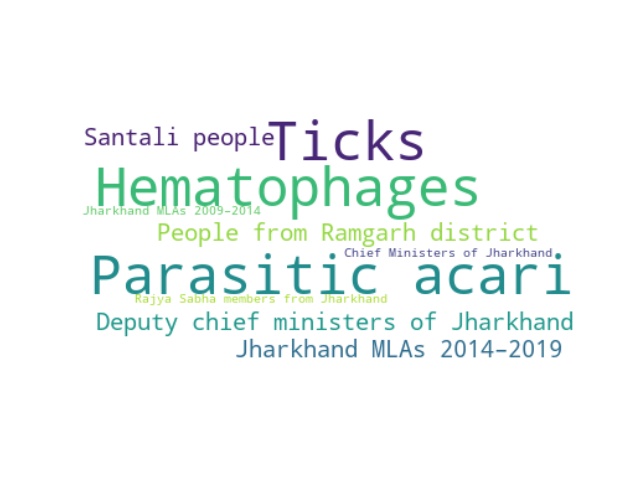 Santali people
Ticks
Hematophages
Jharkhand MLAs 2009–2014
People from Ramgarh district
Chief Ministers of Jharkhand
Parasitic acari
Rajya Sabha members from Jharkhand
Deputy chief ministers of Jharkhand
Jharkhand MLAs 2014–2019